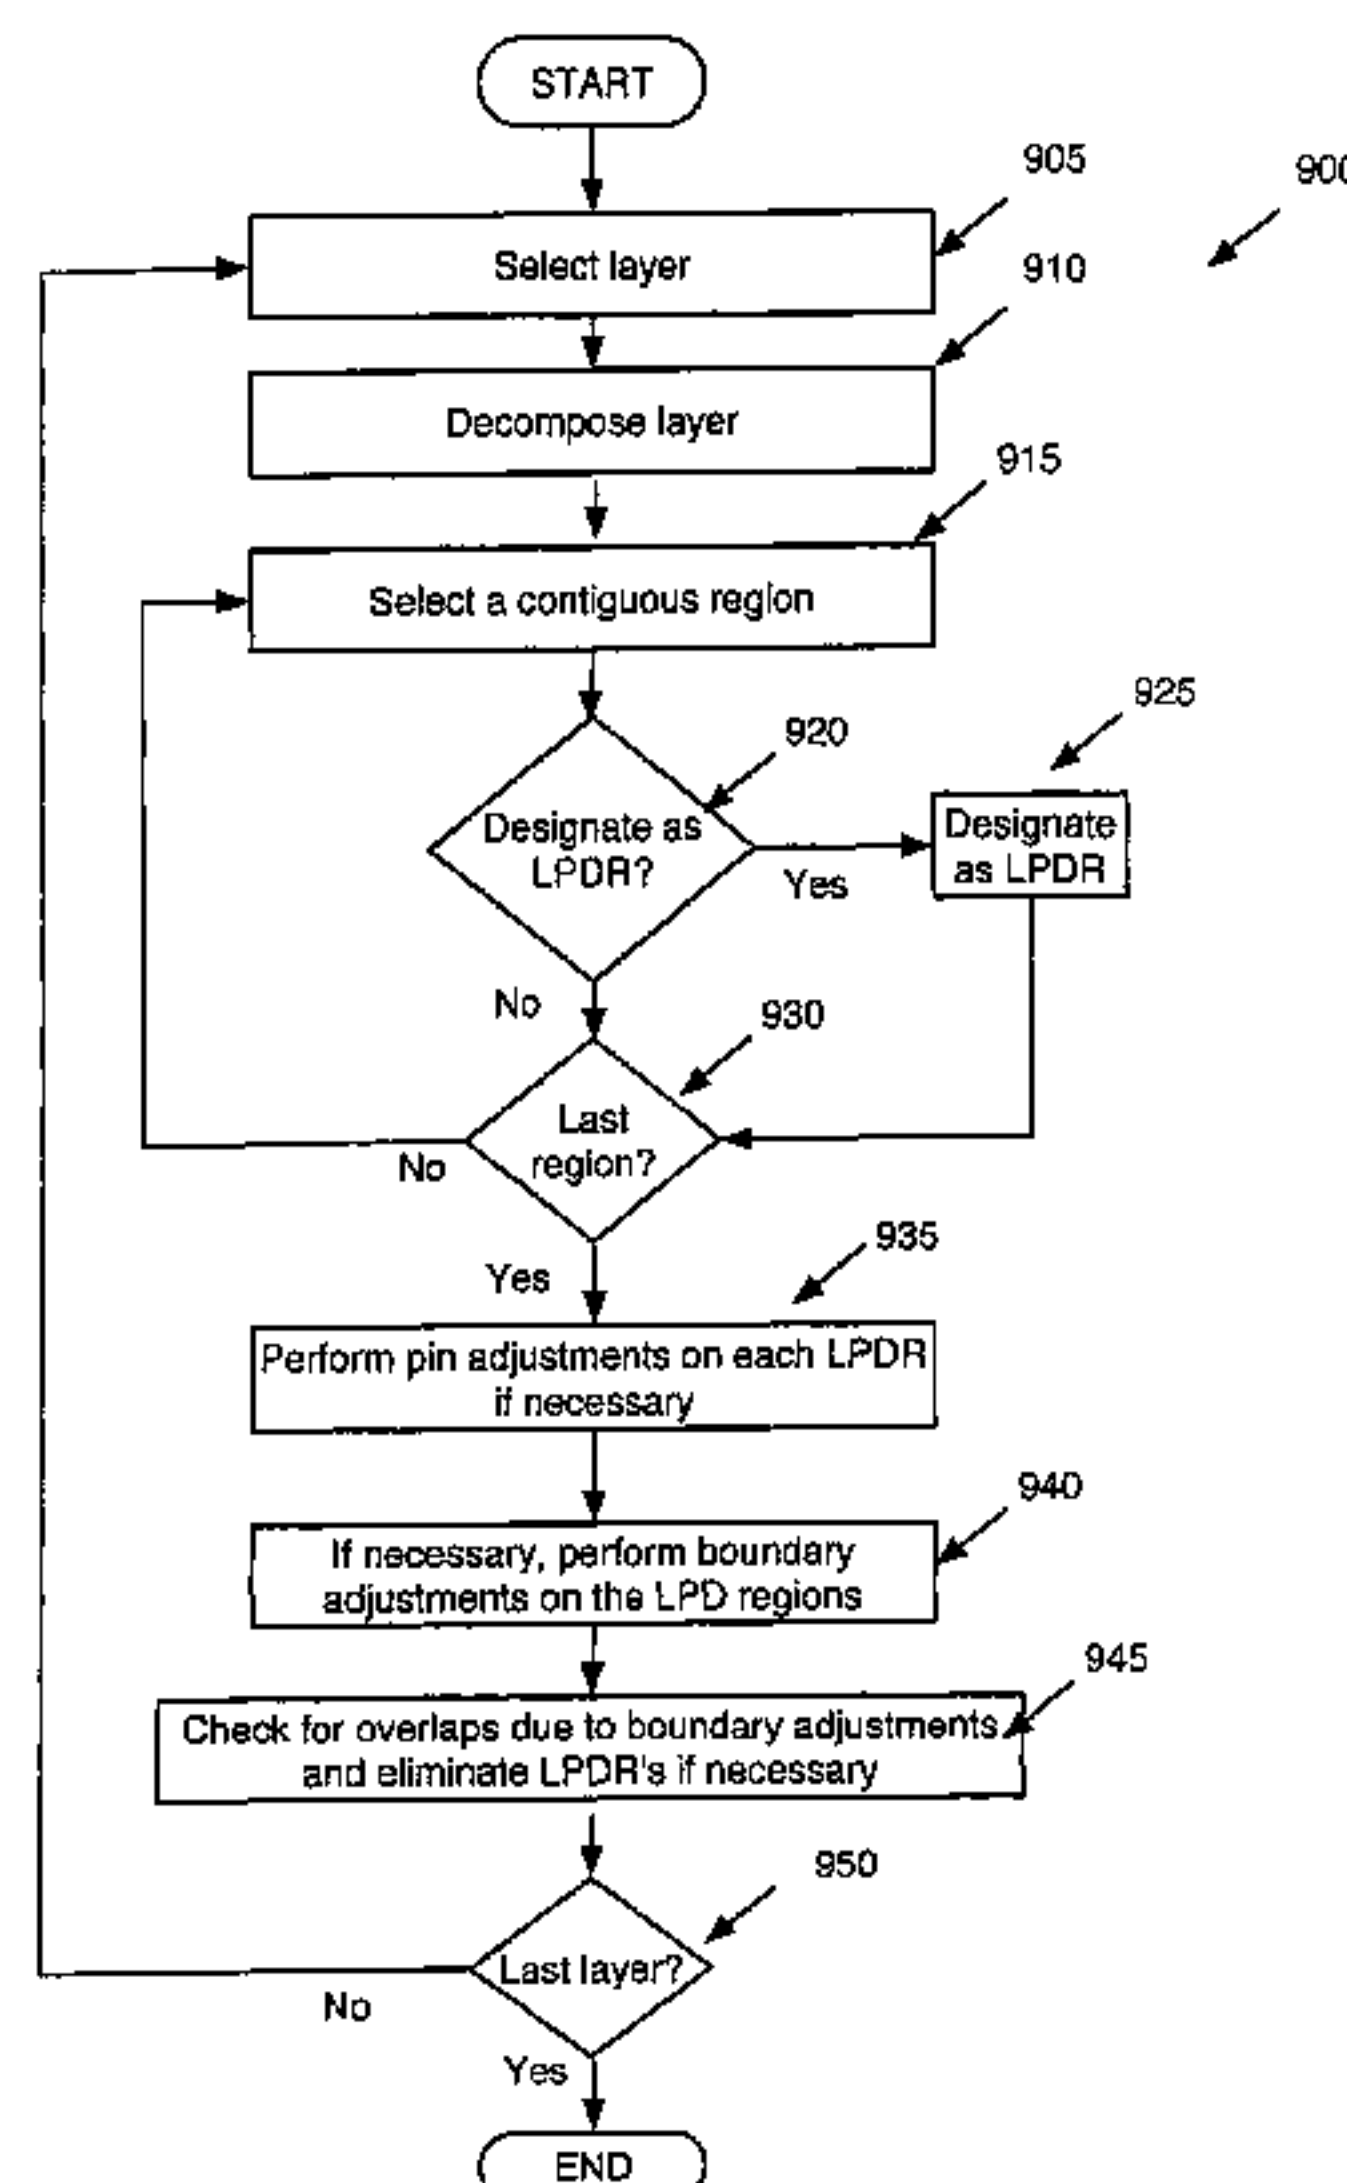 START
905
900
Select layer
910
Decompose layer
915
Select a contiguous region
925
920
Designate as
LPDR?
Yes
Designate
as LPDR
No
930
Last
region?
No
935
Yes
Perform pin adjustments on each LPDR
if necessary
940
If necessary, perform boundary
adjustments on the LPD regions
945
Check for overlaps due to boundary adjustments
and eliminate LPDR's if necessary
950
Last layer?
No
Yes
END